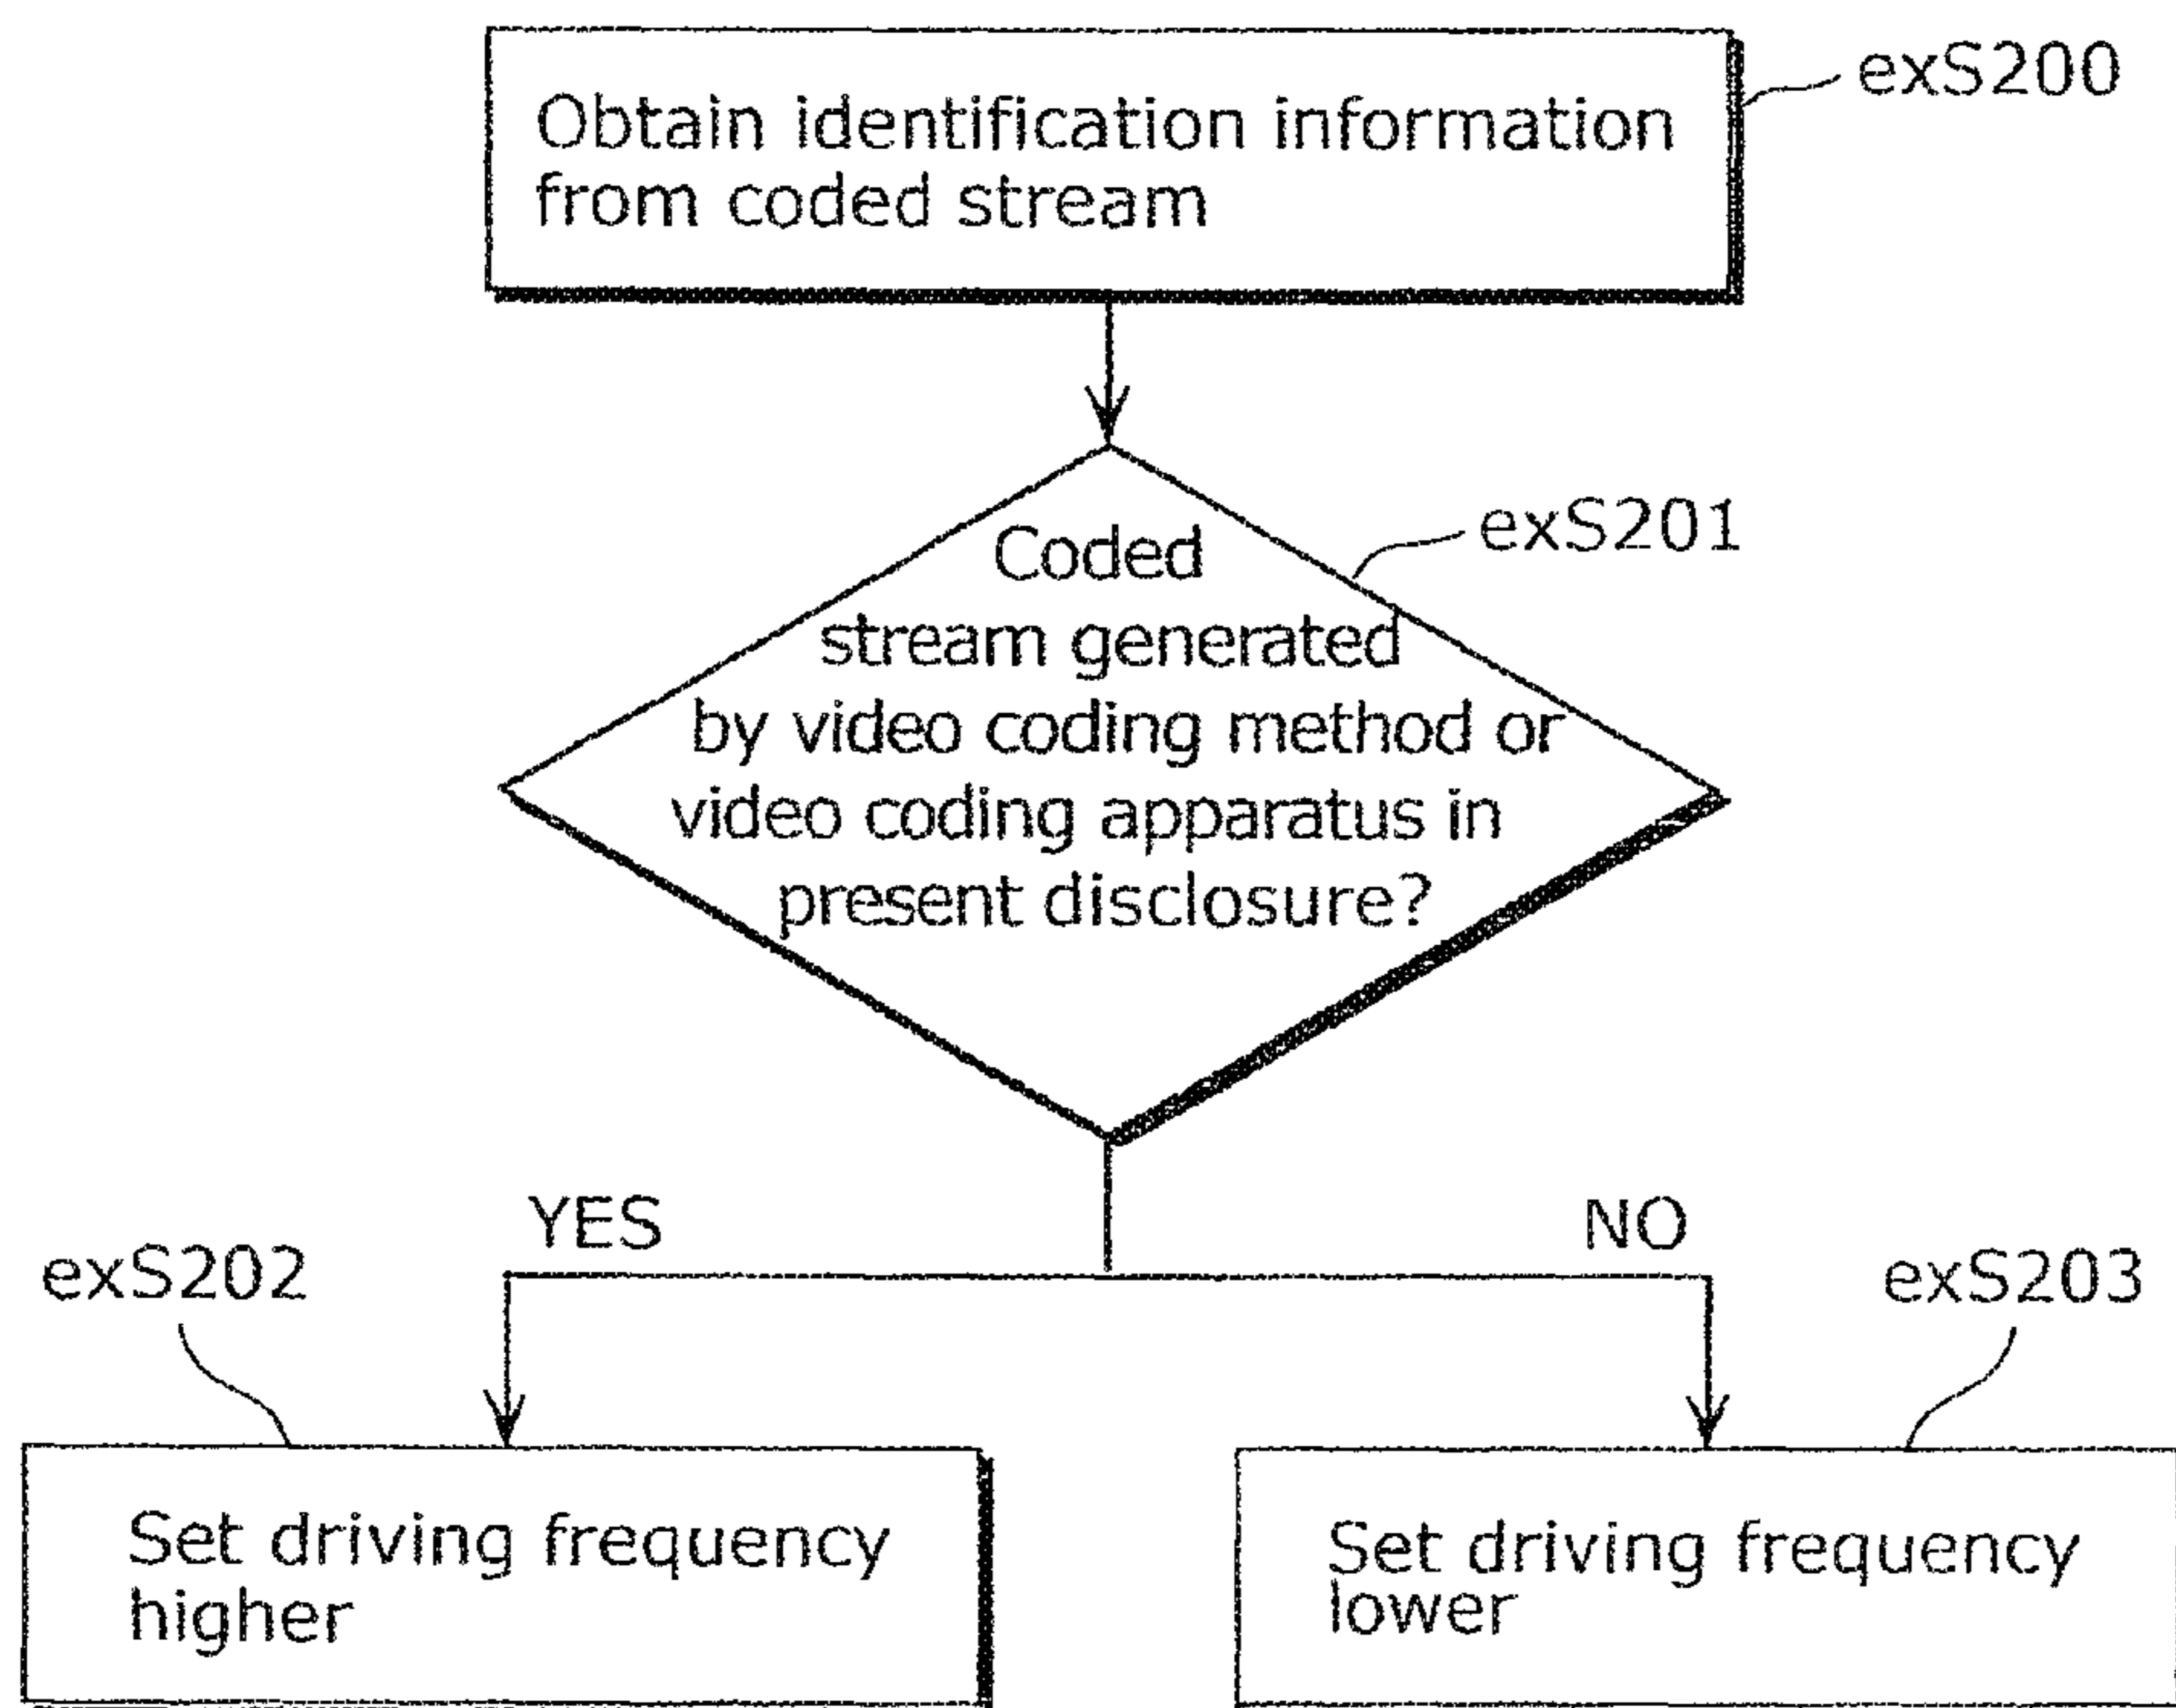 exS200
Obtain identification information
from coded stream
exS201
Coded
stream generated
by video coding method or
video coding apparatus in
present disclosure?
YES
NO
exS202
exS203
Set driving frequency
higher
Set driving frequency
lower